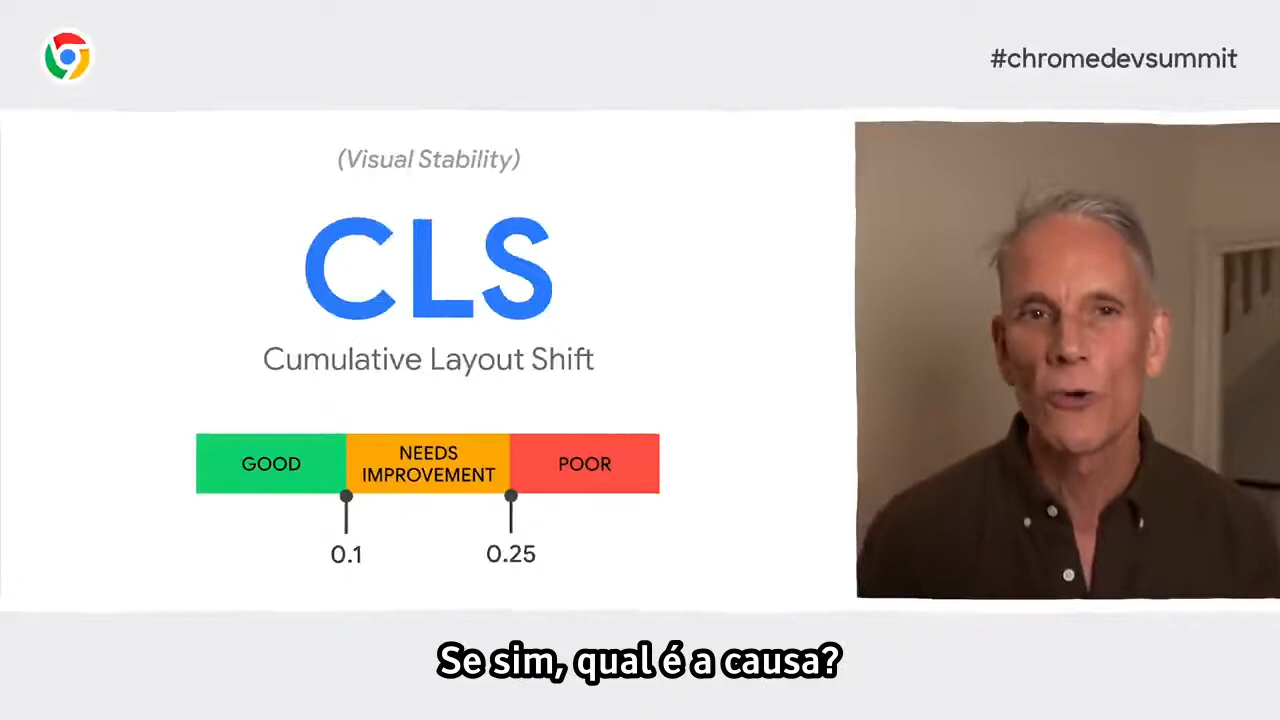 #chromedevsummit
(Visual Stability)
CLS
Cumulative Layout Shift
GOOD
NEEDS
IMPROVEMENT
POOR
0.1
0.25
Se sim, qual é a causa?